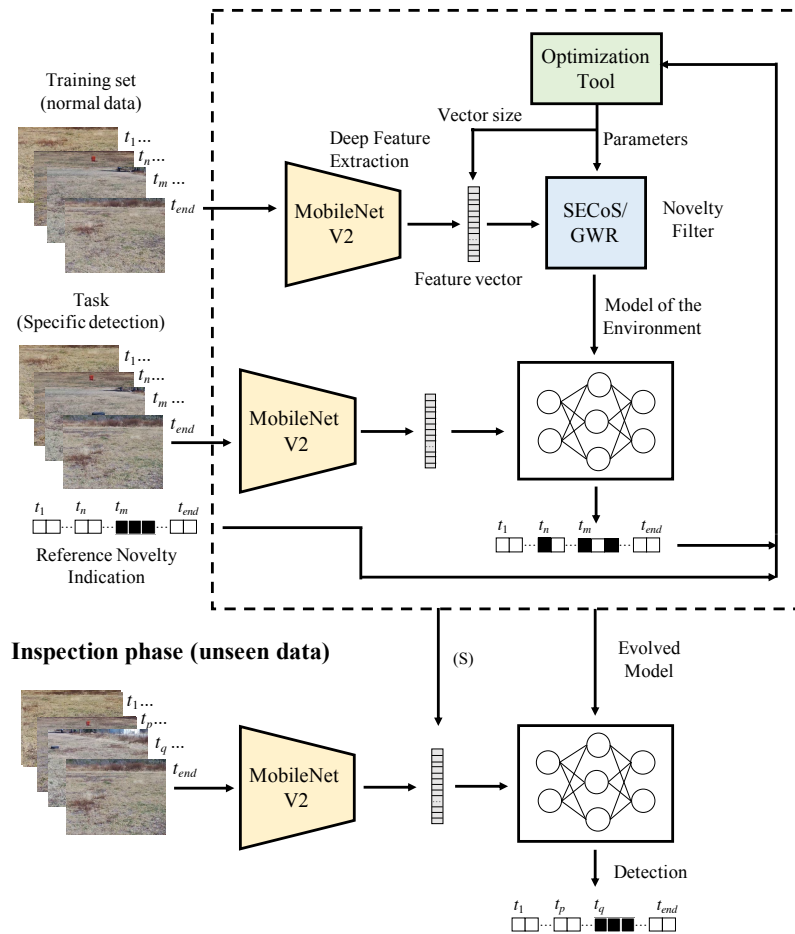 Optimization
Tool
Training set
(normal data)
t1...
tn...
tm ...
tend
Vector size
Parameters
Deep Feature
Extraction
MobileNet
V2
SECoS/
GWR
Novelty
Filter
Feature vector
Model of the
Environment
Task
(Specific detection)
t1...
tn...
tm ...
tend
MobileNet
V2
t1 tn tm tend
Reference Novelty
Indication
t1 tn tm tend
Inspection phase (unseen data)
(S)
Evolved
Model
t1...
tp...
tq ...
tend
MobileNet
V2
Detection
t1 tp tq tend